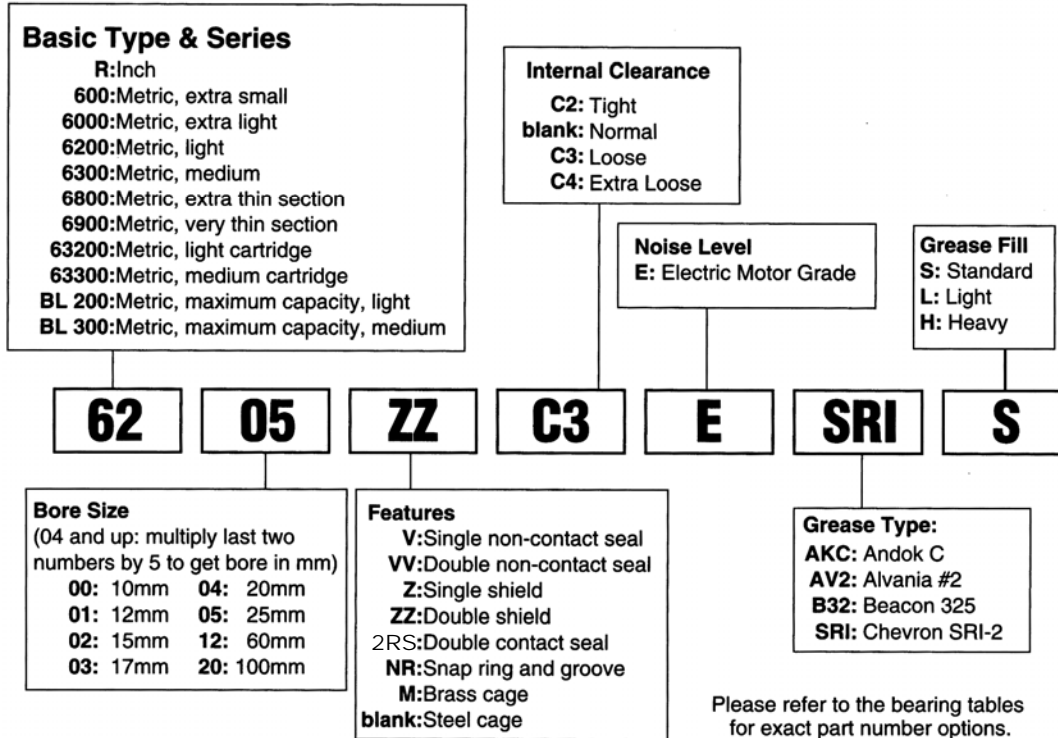 Basic Type & Series
R:Inch
600:Metric, extra small
6000:Metric, extra light
6200:Metric, light
6300:Metric, medium
6800:Metric, extra thin section
6900:Metric, very thin section
63200:Metric, light cartridge
63300:Metric, medium cartridge
BL 200:Metric, maximum capacity, light
BL 300:Metric, maximum capacity, medium
Internal Clearance
C2: Tight
blank: Normal
C3: Loose
C4: Extra Loose
Noise Level
E: Electric Motor Grade
Grease Fill
S: Standard
L: Light
H: Heavy
62 05 ZZ C3 E SRI S
Bore Size
(04 and up: multiply last two
numbers by 5 to get bore in mm)
00: 10mm 04: 20mm
01: 12mm 05: 25mm
02: 15mm 12: 60mm
03: 17mm 20: 100mm
Features
V:Single non-contact seal
VV:Double non-contact seal
Z:Single shield
ZZ:Double shield
2RS:Double contact seal
NR:Snap ring and groove
M:Brass cage
blank:Steel cage
Grease Type:
AKC: Andok C
AV2: Alvania #2
B32: Beacon 325
SRI: Chevron SRI-2
Please refer to the bearing tables
for exact part number options.